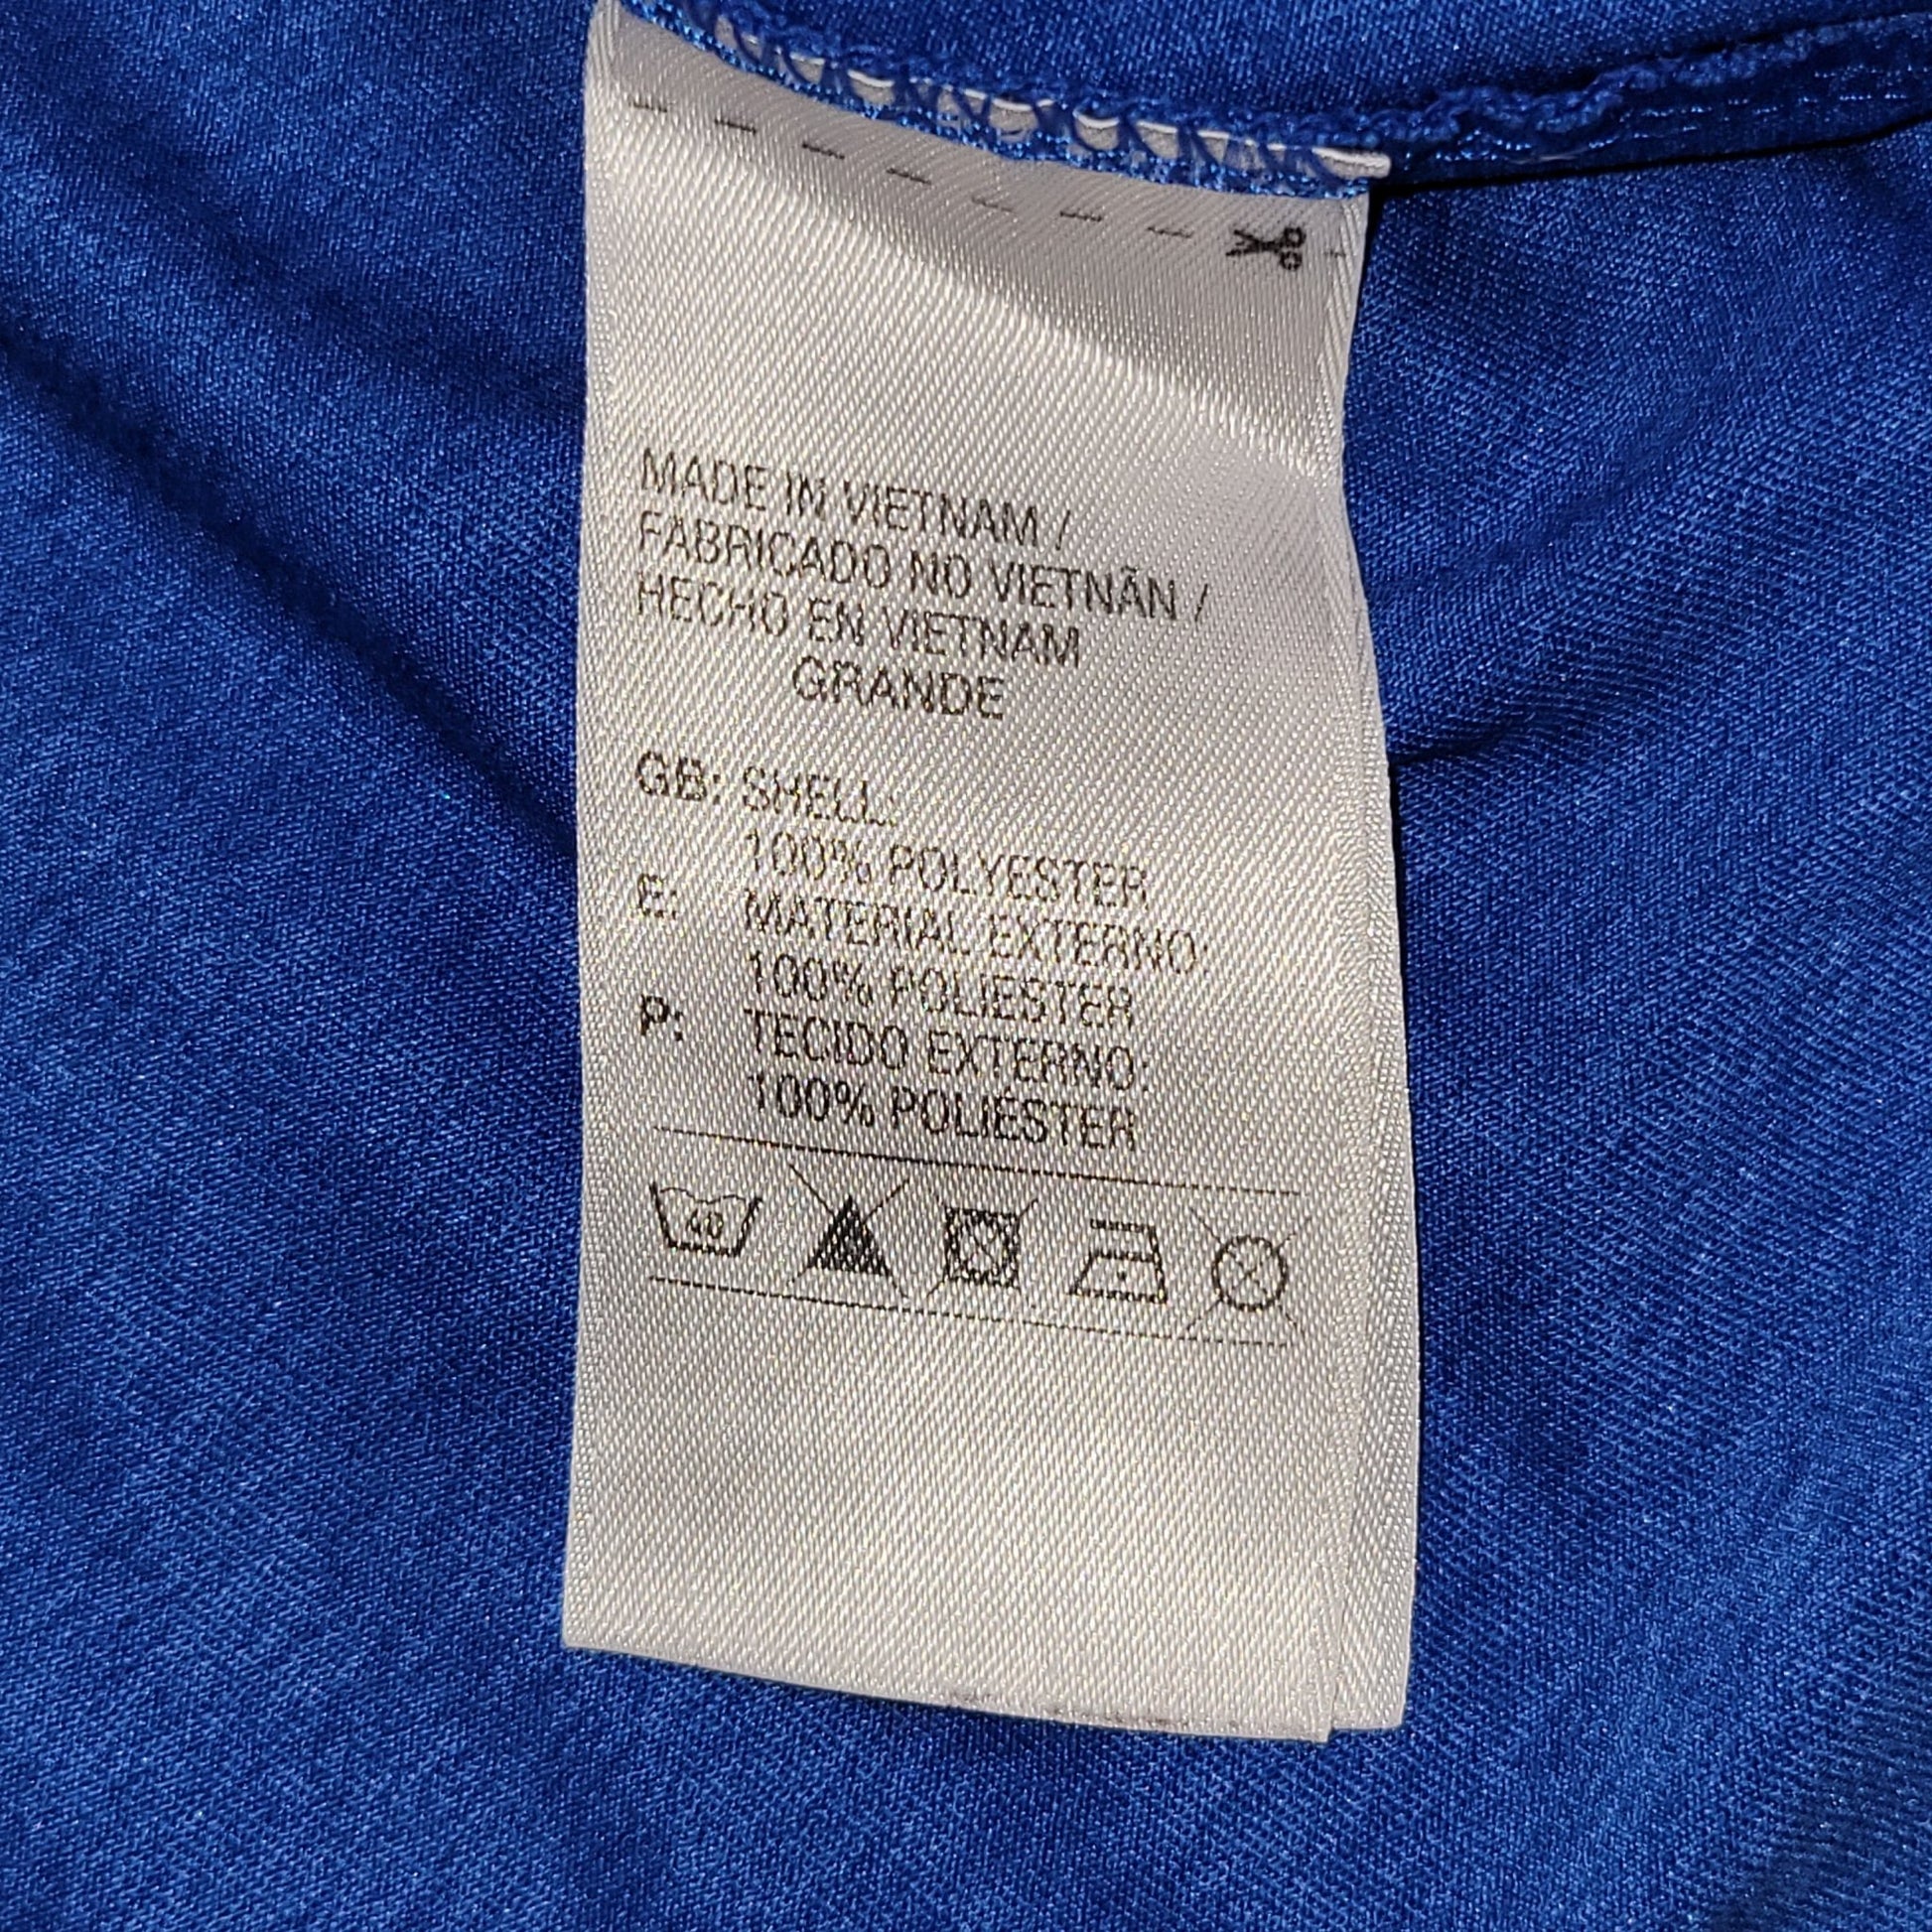 MADE IN VIETNAM /
FABRICADO NO VIETNÃN /
HECHO EN VIETNAM
GRANDE
GB: SHELL:
100% POLYESTER
E: MATERIAL EXTERNO:
100% POLIESTER
P: TECIDO EXTERNO:
100% POLIÉSTER
40